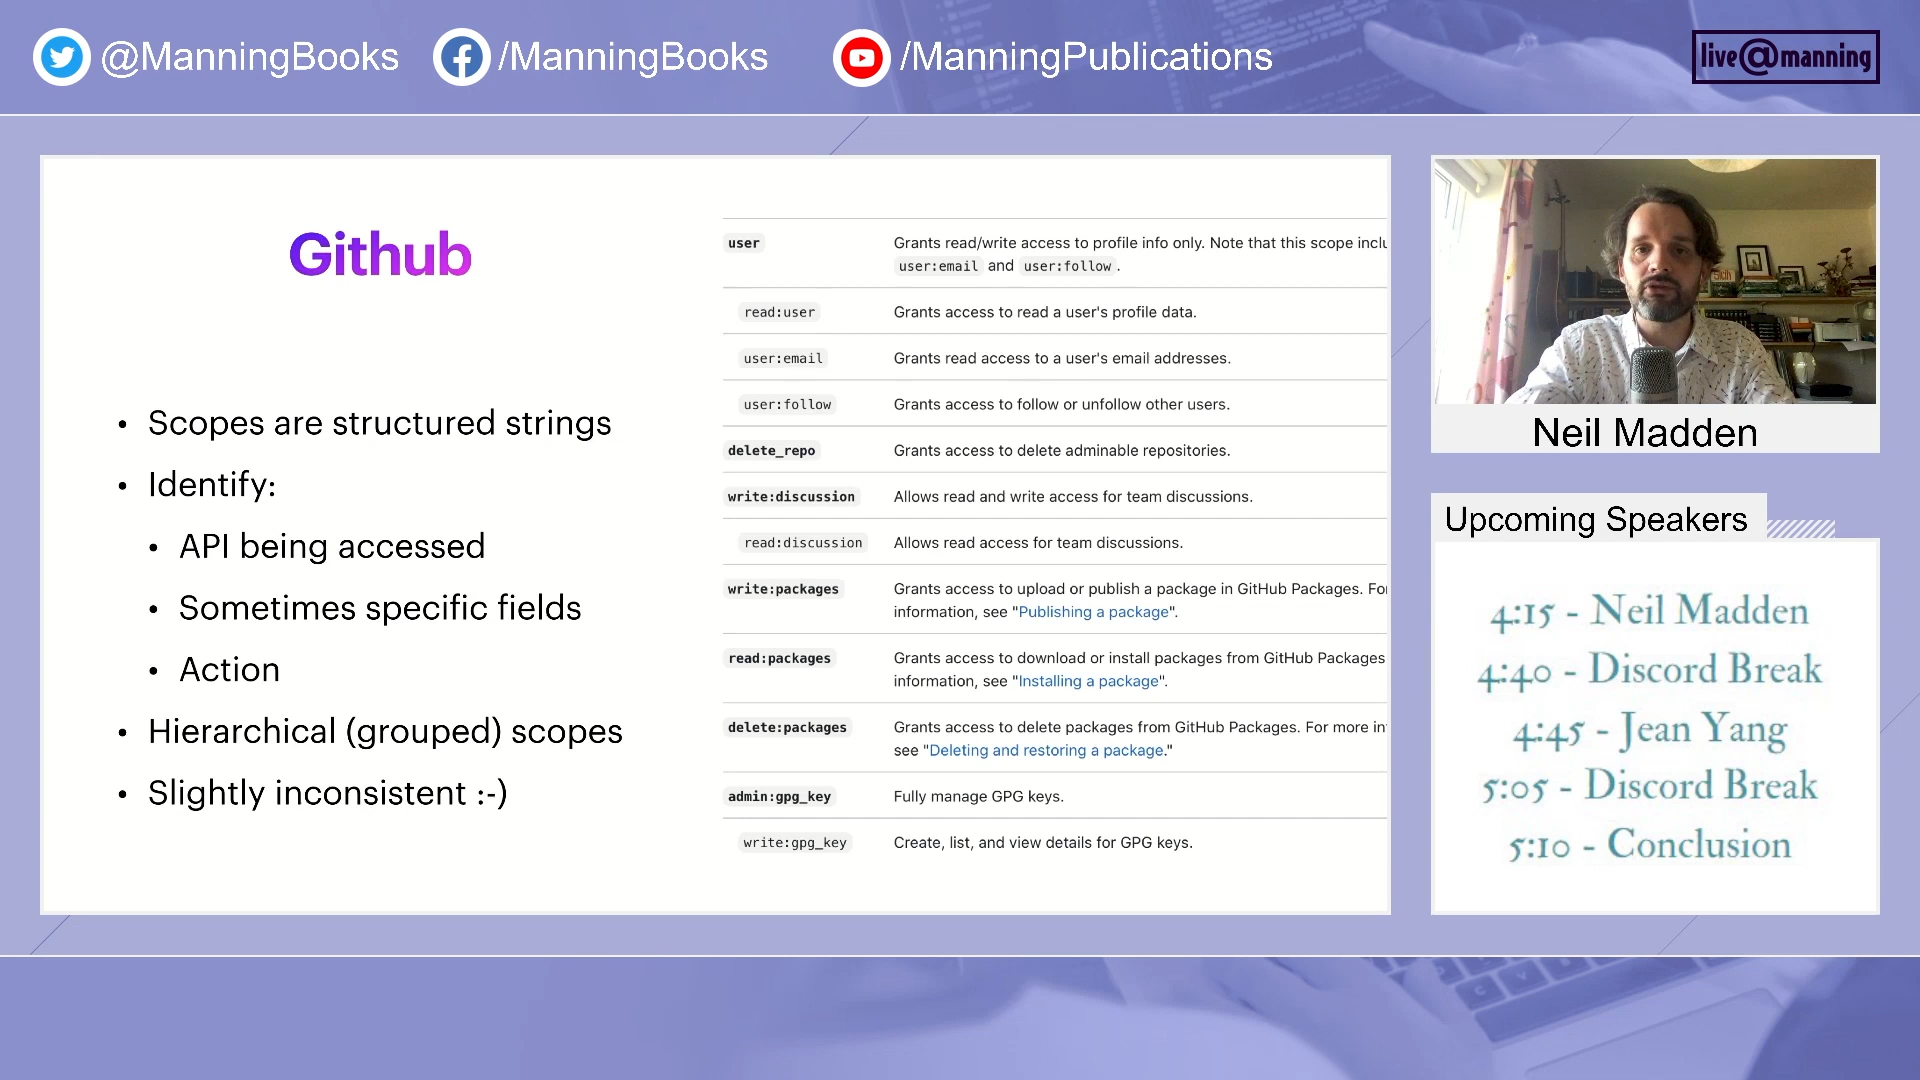 @ManningBooks
/ManningBooks
/ManningPublications
live@manning
Github
• Scopes are structured strings
• Identify:
• API being accessed
• Sometimes specific fields
• Action
• Hierarchical (grouped) scopes
• Slightly inconsistent :-)
user Grants read/write access to profile info only. Note that this scope inclu
user:email and user:follow .
read:user Grants access to read a user's profile data.
user:email Grants read access to a user's email addresses.
user:follow Grants access to follow or unfollow other users.
delete_repo Grants access to delete adminable repositories.
write:discussion Allows read and write access for team discussions.
read:discussion Allows read access for team discussions.
write:packages Grants access to upload or publish a package in GitHub Packages. For
information, see "Publishing a package".
read:packages Grants access to download or install packages from GitHub Packages
information, see "Installing a package".
delete:packages Grants access to delete packages from GitHub Packages. For more in
see "Deleting and restoring a package."
admin:gpg_key Fully manage GPG keys.
write:gpg_key Create, list, and view details for GPG keys.
Neil Madden
Upcoming Speakers
4:15 - Neil Madden
4:40 - Discord Break
4:45 - Jean Yang
5:05 - Discord Break
5:10 - Conclusion